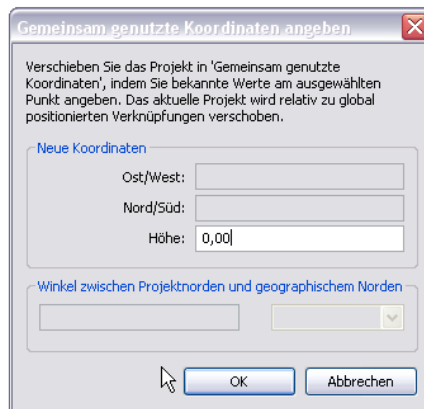 Gemeinsam genutzte Koordinaten angeben
Verschieben Sie das Projekt in 'Gemeinsam genutzte
Koordinaten', indem Sie bekannte Werte am ausgewählten
Punkt angeben. Das aktuelle Projekt wird relativ zu global
positionierten Verknüpfungen verschoben.
Neue Koordinaten
Ost/West:
Nord/Süd:
Höhe: 0,00
Winkel zwischen Projektnorden und geographischem Norden
OK Abbrechen